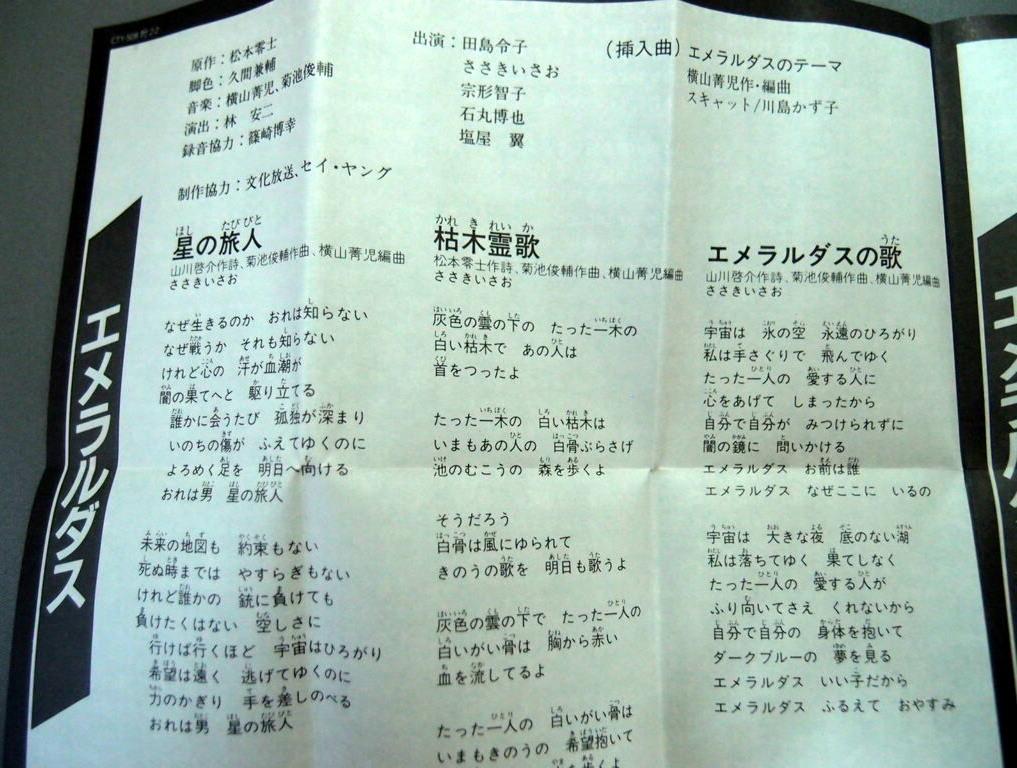 CTY-508 附 2-2
原作:松本零士
脚色:久間兼輔
音楽:横山菁児、菊池俊輔
演出:林　安二
録音協力:篠崎博幸
制作協力:文化放送、セイ・ヤング
出演:田島令子
ささきいさお
宗形智子
石丸博也
塩屋　翼
(挿入曲) エメラルダスのテーマ
横山菁児作・編曲
スキャット/川島かず子
エメラルダス
ほし　たびびと
星の旅人
山川啓介作詩、菊池俊輔作曲、横山菁児編曲
ささきいさお
なぜ生きるのか　おれは知らない
なぜ戦うか　それも知らない
けれど心の　汗が血潮が
闇の果てへと　駆り立てる
誰かに会うたび　孤独が深まり
いのちの傷が　ふえてゆくのに
よろめく足を　明日へ向ける
おれは男　星の旅人
未来の地図も　約束もない
死ぬ時までは　やすらぎもない
けれど誰かの　銃に負けても
負けたくはない　空しさに
行けば行くほど　宇宙はひろがり
希望は遠く　逃げてゆくのに
力のかぎり　手を差しのべる
おれは男　星の旅人
かれ　き　れい　か
枯木霊歌
松本零士作詩、菊池俊輔作曲、横山菁児編曲
ささきいさお
灰色の雲の下の　たった一木の
白い枯木で　あの人は
首をつったよ
たった一木の　白い枯木は
いまもあの人の　白骨ぶらさげ
池のむこうの　森を歩くよ
そうだろう
白骨は風にゆられて
きのうの歌を　明日も歌うよ
灰色の雲の下で　たった一人の
白いがい骨は　胸から赤い
血を流してるよ
たった一人の　白いがい骨は
いまもきのうの　希望抱いて
うた
エメラルダスの歌
山川啓介作詩、菊池俊輔作曲、横山菁児編曲
ささきいさお
宇宙は　氷の空　永遠のひろがり
私は手さぐりで　飛んでゆく
たった一人の　愛する人に
心をあげて　しまったから
自分で自分が　みつけられずに
闇の鏡に　問いかける
エメラルダス　お前は誰
エメラルダス　なぜここに　いるの
宇宙は　大きな夜　底のない湖
私は落ちてゆく　果てしなく
たった一人の　愛する人が
ふり向いてさえ　くれないから
自分で自分の　身体を抱いて
ダークブルーの　夢を見る
エメラルダス　いい子だから
エメラルダス　ふるえて　おやすみ